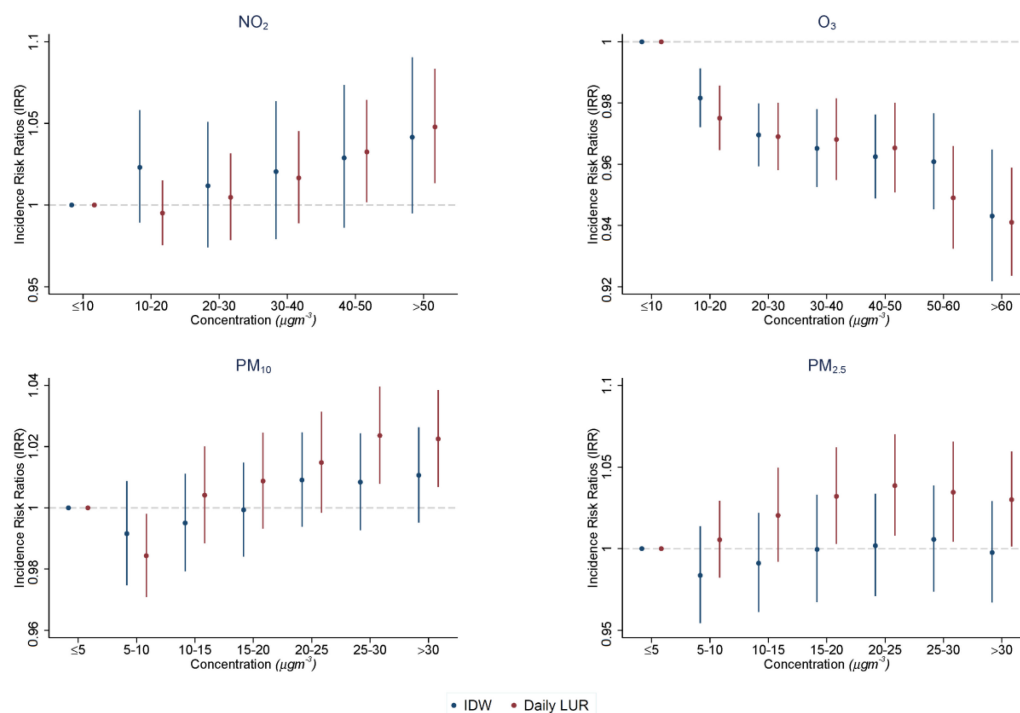 NO₂
Incidence Risk Ratios (IRR)
1.1
1.05
1
0.95
≤10 10-20 20-30 30-40 40-50 >50
Concentration (μgm⁻³)
O₃
Incidence Risk Ratios (IRR)
1
0.98
0.96
0.94
0.92
≤10 10-20 20-30 30-40 40-50 50-60 >60
Concentration (μgm⁻³)
PM₁₀
Incidence Risk Ratios (IRR)
1.04
1.02
1
0.98
0.96
≤5 5-10 10-15 15-20 20-25 25-30 >30
Concentration (μgm⁻³)
PM₂.₅
Incidence Risk Ratios (IRR)
1.1
1.05
1
0.95
≤5 5-10 10-15 15-20 20-25 25-30 >30
Concentration (μgm⁻³)
IDW Daily LUR